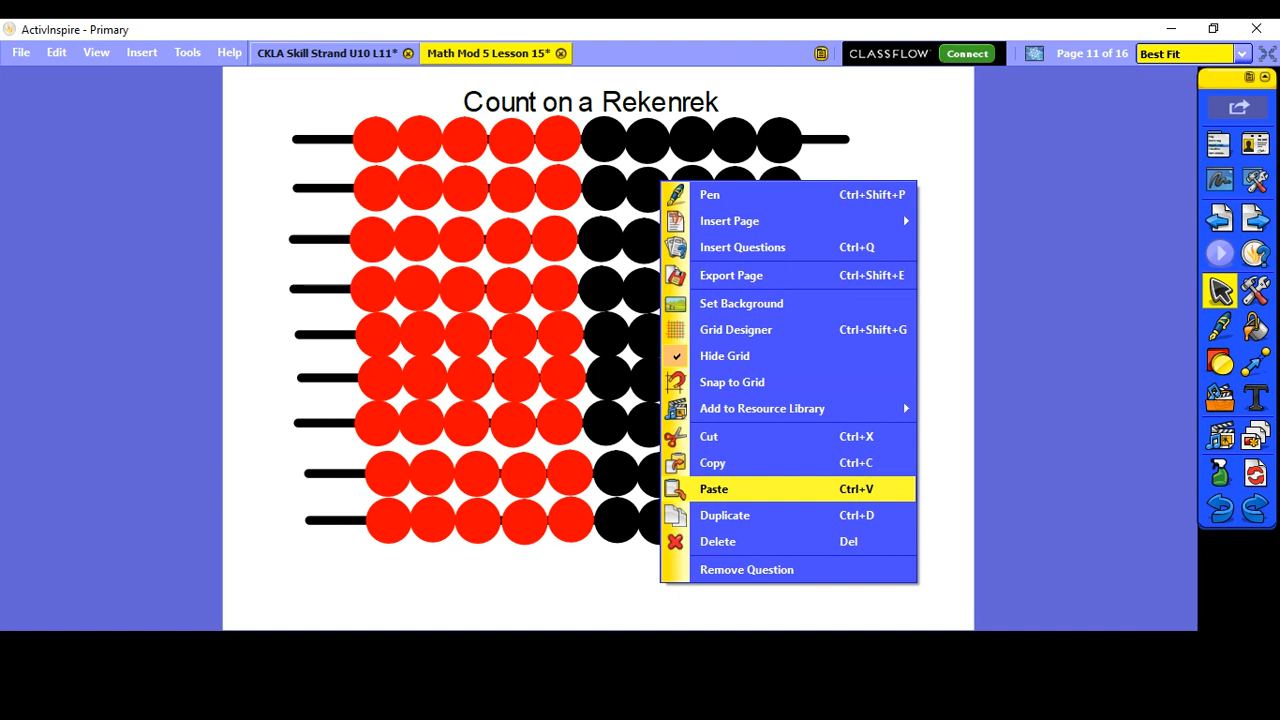 ActivInspire - Primary
File Edit View Insert Tools Help CKLA Skill Strand U10 L11* Math Mod 5 Lesson 15* CLASSFLOW Connect Page 11 of 16 Best Fit
Count on a Rekenrek
Pen Ctrl+Shift+P
Insert Page
Insert Questions Ctrl+Q
Export Page Ctrl+Shift+E
Set Background
Grid Designer Ctrl+Shift+G
Hide Grid
Snap to Grid
Add to Resource Library
Cut Ctrl+X
Copy Ctrl+C
Paste Ctrl+V
Duplicate Ctrl+D
Delete Del
Remove Question